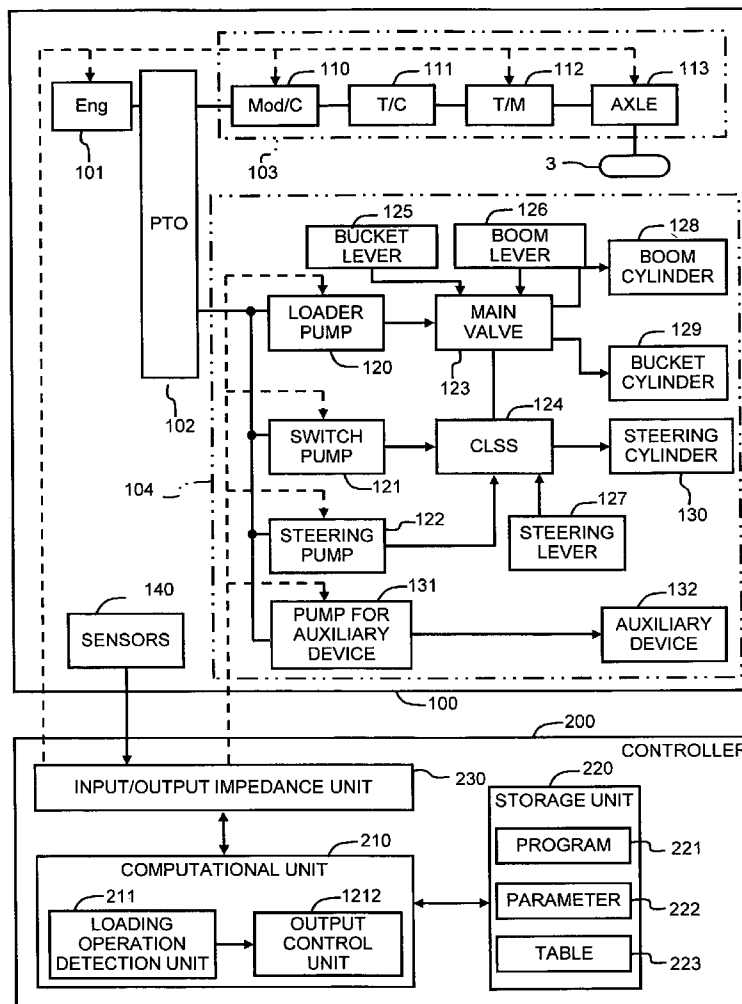 110
111
112
113
Eng
Mod/C
T/C
T/M
AXLE
101
103
3
PTO
125
126
128
BUCKET LEVER
BOOM LEVER
BOOM CYLINDER
LOADER PUMP
MAIN VALVE
129
120
123
BUCKET CYLINDER
102
124
SWITCH PUMP
CLSS
STEERING CYLINDER
104
121
127
130
122
STEERING PUMP
STEERING LEVER
140
131
132
SENSORS
PUMP FOR AUXILIARY DEVICE
AUXILIARY DEVICE
100
200
CONTROLLER
INPUT/OUTPUT IMPEDANCE UNIT
230
220
STORAGE UNIT
210
COMPUTATIONAL UNIT
PROGRAM
221
211
1212
LOADING OPERATION DETECTION UNIT
OUTPUT CONTROL UNIT
PARAMETER
222
TABLE
223